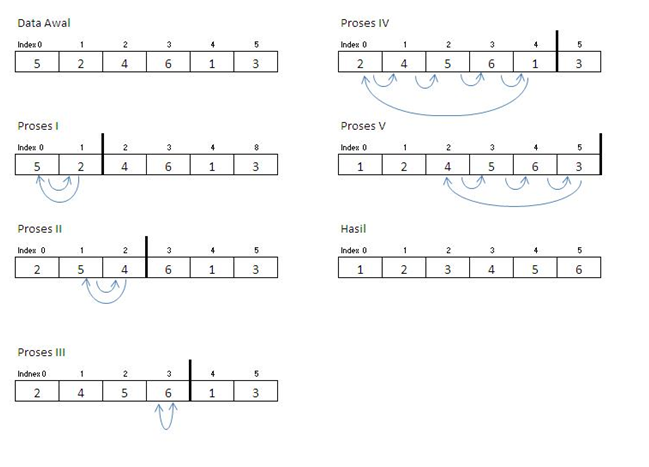 Data Awal
Index 0 1 2 3 4 5
5 2 4 6 1 3
Proses I
Index 0 1 2 3 4 8
5 2 4 6 1 3
Proses II
Index 0 1 2 3 4 5
2 5 4 6 1 3
Proses III
Indnex 0 1 2 3 4 5
2 4 5 6 1 3
Proses IV
Index 0 1 2 3 4 5
2 4 5 6 1 3
Proses V
Index 0 1 2 3 4 5
1 2 4 5 6 3
Hasil
Index 0 1 2 3 4 5
1 2 3 4 5 6